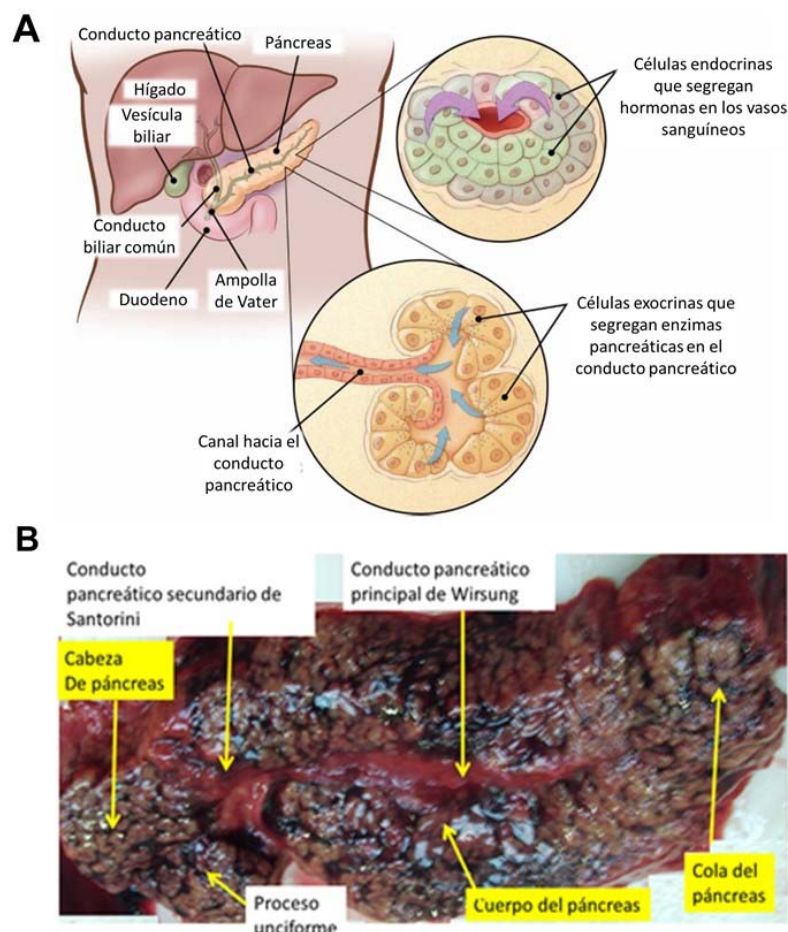 A
Conducto pancreático
Páncreas
Hígado
Vesícula
biliar
Conducto
biliar común
Duodeno
Ampolla
de Vater
Células endocrinas
que segregan
hormonas en los vasos
sanguíneos
Células exocrinas que
segregan enzimas
pancreáticas en el
conducto pancreático
Canal hacia el
conducto
pancreático
B
Conducto
pancreático secundario de
Santorini
Conducto pancreático
principal de Wirsung
Cabeza
De páncreas
Proceso
unciforme
Cuerpo del páncreas
Cola del
páncreas